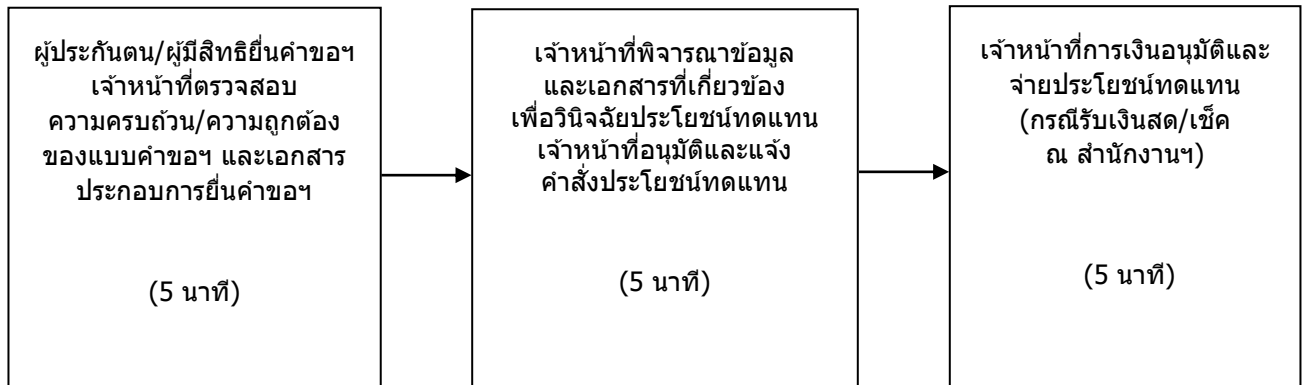 ผู้ประกันตน/ผู้มีสิทธิยื่นคำขอฯ
เจ้าหน้าที่ตรวจสอบ
ความครบถ้วน/ความถูกต้อง
ของแบบคำขอฯ และเอกสาร
ประกอบการยื่นคำขอฯ
(5 นาที)
เจ้าหน้าที่พิจารณาข้อมูล
และเอกสารที่เกี่ยวข้อง
เพื่อวินิจฉัยประโยชน์ทดแทน
เจ้าหน้าที่อนุมัติและแจ้ง
คำสั่งประโยชน์ทดแทน
(5 นาที)
เจ้าหน้าที่การเงินอนุมัติและ
จ่ายประโยชน์ทดแทน
(กรณีรับเงินสด/เช็ค
ณ สำนักงานฯ)
(5 นาที)